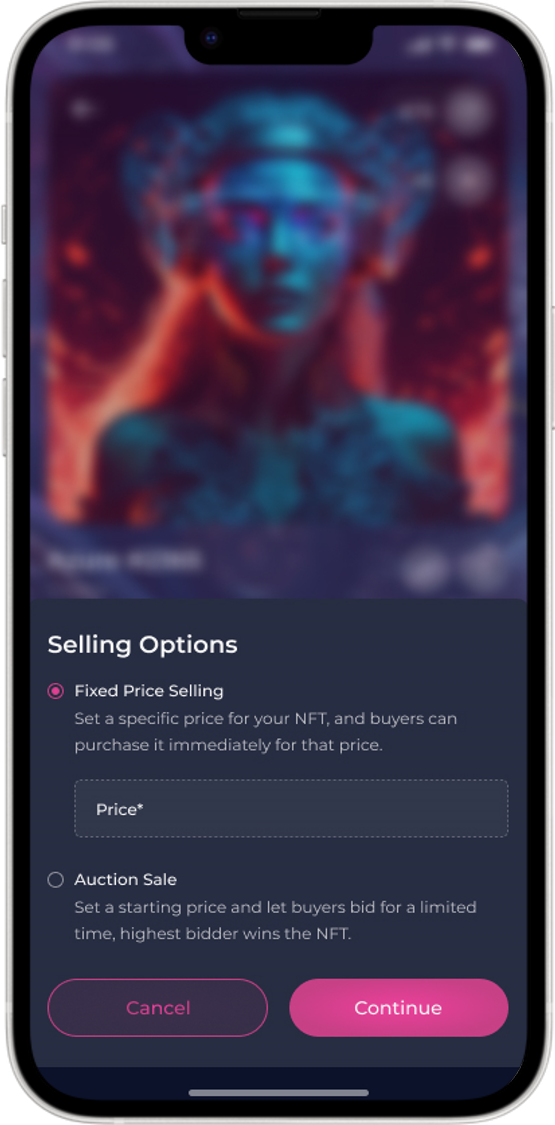 Selling Options
Fixed Price Selling
Set a specific price for your NFT, and buyers can
purchase it immediately for that price.
Price*
Auction Sale
Set a starting price and let buyers bid for a limited
time, highest bidder wins the NFT.
Cancel
Continue